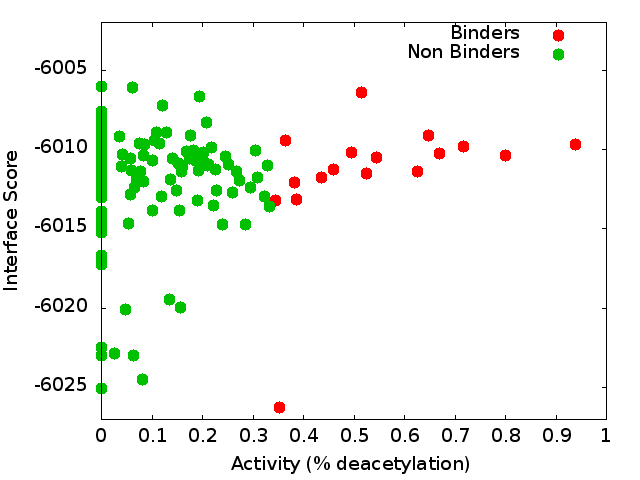 Binders
Non Binders
Interface Score
-6005
-6010
-6015
-6020
-6025
0 0.1 0.2 0.3 0.4 0.5 0.6 0.7 0.8 0.9 1
Activity (% deacetylation)